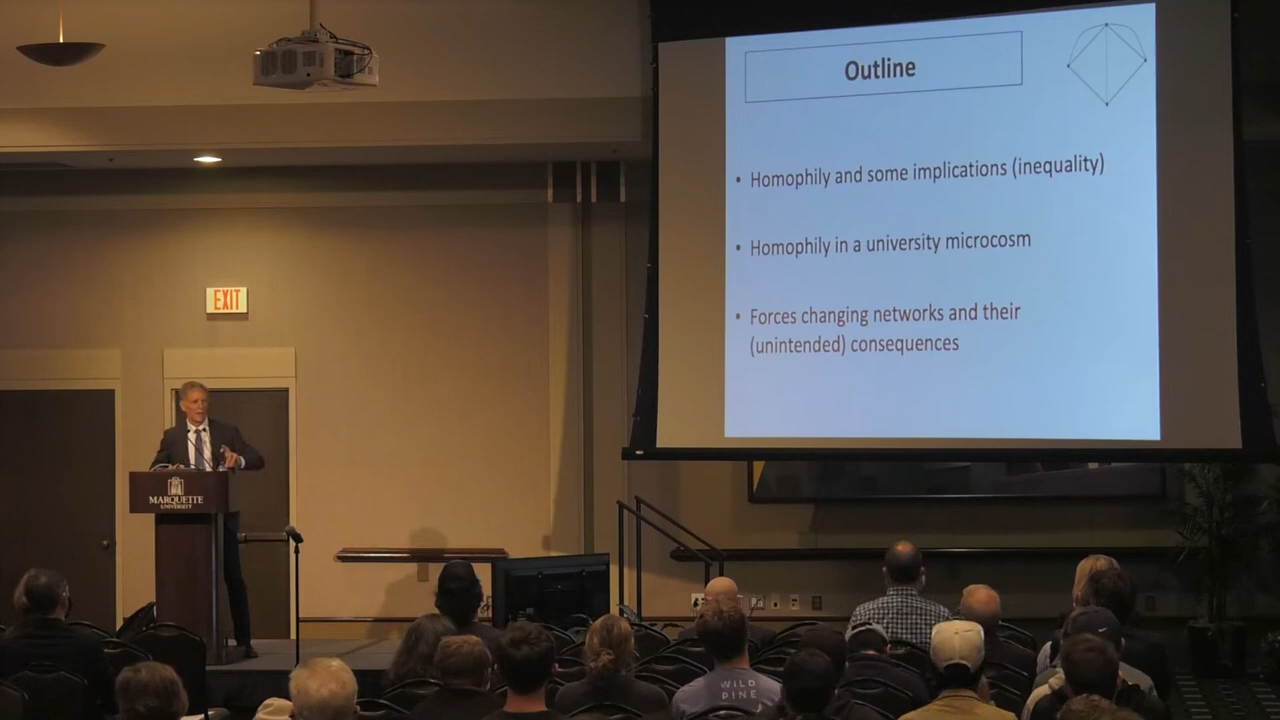 Outline
• Homophily and some implications (inequality)
• Homophily in a university microcosm
• Forces changing networks and their
(unintended) consequences
EXIT
MARQUETTE
UNIVERSITY
WILD
PINE